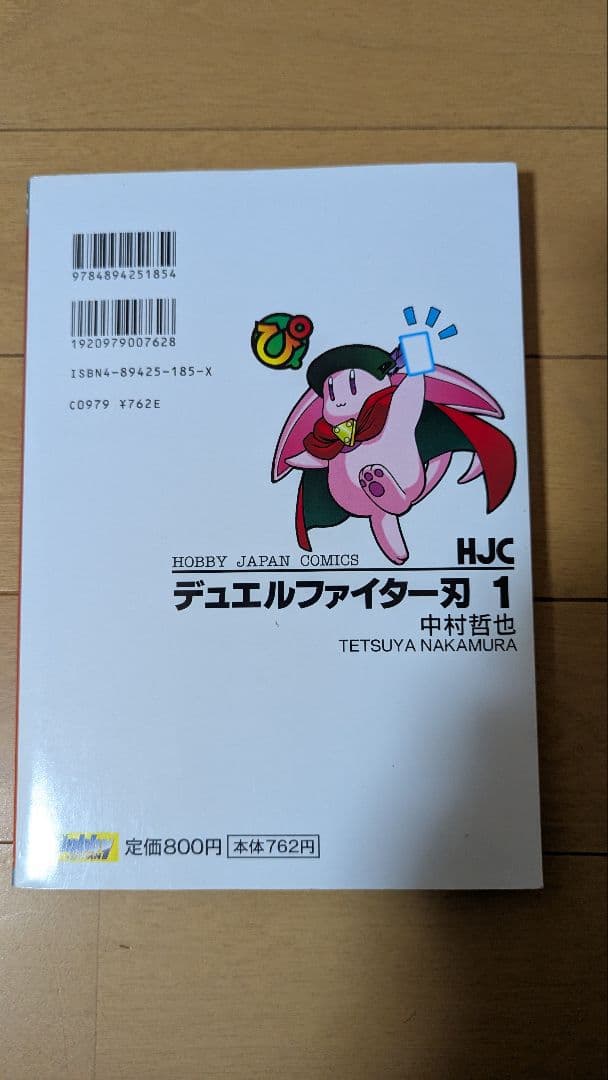 9784894251854
1920979007628
ISBN4-89425-185-X
C0979 ¥762E
ぴ
HOBBY JAPAN COMICS
HJC
デュエルファイター刃 1
中村哲也
TETSUYA NAKAMURA
Hobby
定価800円 本体762円